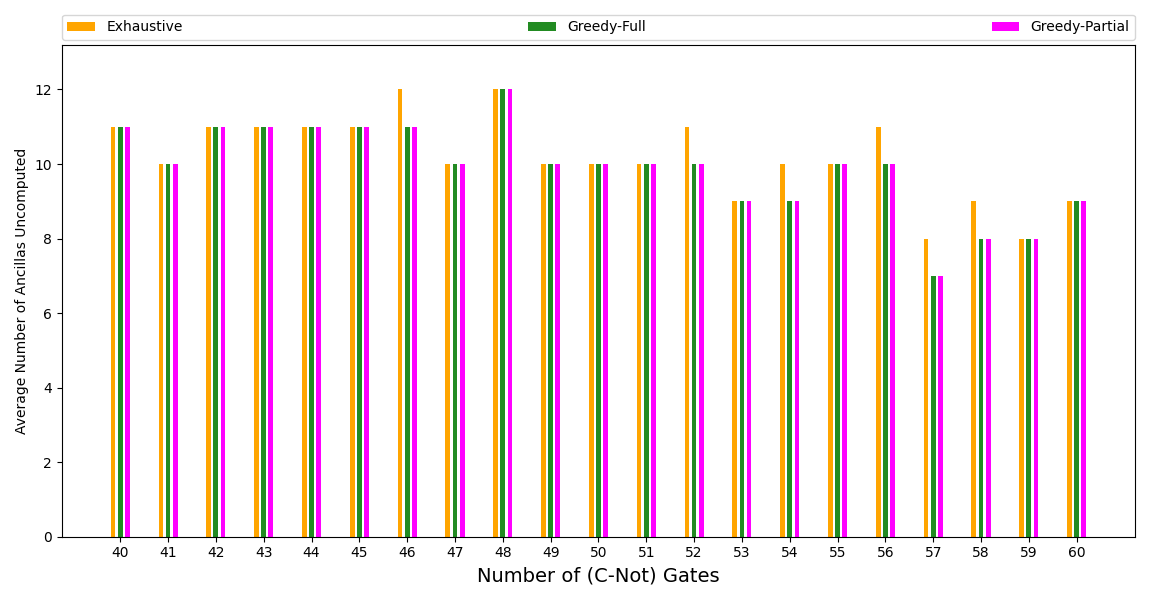 Exhaustive Greedy-Full Greedy-Partial
Average Number of Ancillas Uncomputed
12
10
8
6
4
2
0
40 41 42 43 44 45 46 47 48 49 50 51 52 53 54 55 56 57 58 59 60
Number of (C-Not) Gates